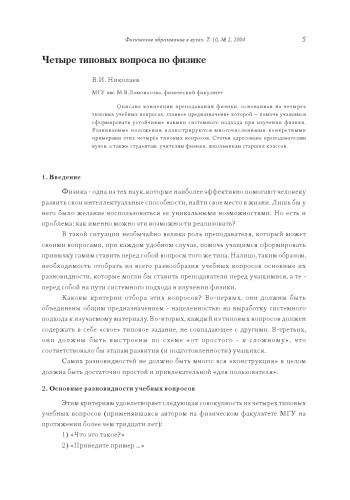 Физическое образование в вузах. Т. 10, № 2, 2004 5
Четыре типовых вопроса по физике
В.И. Николаев
МГУ им. М.В.Ломоносова, физический факультет
Описана концепция преподавания физики, основанная на четырех
типовых учебных вопросах, главное предназначение которой – помочь учащимся
сформировать устойчивые навыки системного подхода при изучении физики.
Развиваемые положения иллюстрируются многочисленными конкретными
примерами этих четырёх типовых вопросов. Статья адресована преподавателям
вузов, а также студентам, учителям физики, школьникам старших классов.
1. Введение
Физика - одна из тех наук, которые наиболее эффективно помогают человеку
развить свои интеллектуальные способности, найти свое место в жизни. Лишь бы у
него было желание воспользоваться ее уникальными возможностями. Но есть и
проблема: как именно можно эти возможности реализовать?
В такой ситуации необычайно велика роль преподавателя, который может
своими вопросами, при каждом удобном случае, помочь учащимся сформировать
привычку самим ставить перед собой вопросы того же типа. Налицо, таким образом,
необходимость отобрать из всего разнообразия учебных вопросов основные их
разновидности, которые могли бы ставить преподаватели перед учащимися, а те -
перед собой на пути системного подхода в изучении физики.
Каковы критерии отбора этих вопросов? Во-первых, они должны быть
объединены общим предназначением - нацеленностью на выработку системного
подхода к изучаемому материалу. Во-вторых, каждый из типовых вопросов должен
содержать в себе «свое» типовое задание, не совпадающее с другими. В-третьих,
они должны быть выстроены по схеме «от простого - к сложному», что
соответствовало бы этапам развития (и подготовленности) учащихся.
Самих разновидностей не должно быть много: вся «конструкция» в целом
должна быть достаточно простой и привлекательной «для пользователя».
2. Основные разновидности учебных вопросов
Этим критериям удовлетворяет следующая совокупность из четырех типовых
учебных вопросов (применявшаяся автором на физическом факультете МГУ на
протяжении более чем тридцати лет):
1) «Что это такое?»
2) «Приведите пример ...»